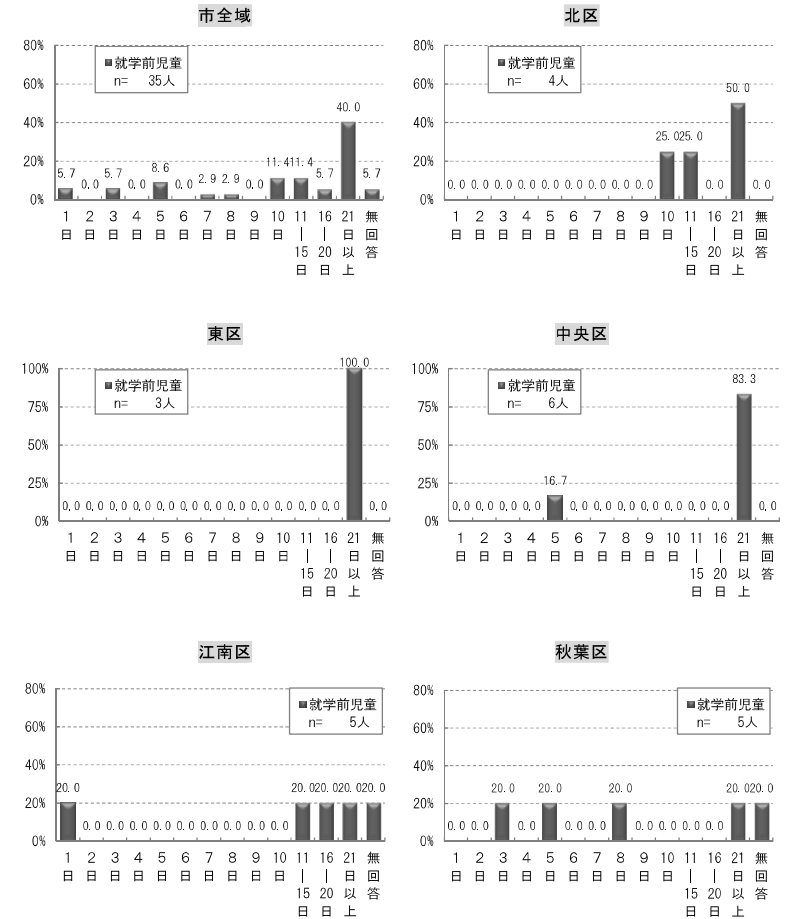 市全域
80%
60%
40%
20%
0%
■就学前児童
n= 35人
5.7 0.0 5.7 0.0 8.6 0.0 2.9 2.9 0.0 11.4 11.4 5.7 40.0 5.7
1日 2日 3日 4日 5日 6日 7日 8日 9日 10日 11―15日 16―20日 21日以上 無回答
北区
80%
60%
40%
20%
0%
■就学前児童
n= 4人
0.0 0.0 0.0 0.0 0.0 0.0 0.0 0.0 0.0 25.0 25.0 0.0 50.0 0.0
1日 2日 3日 4日 5日 6日 7日 8日 9日 10日 11―15日 16―20日 21日以上 無回答
東区
100%
75%
50%
25%
0%
■就学前児童
n= 3人
0.0 0.0 0.0 0.0 0.0 0.0 0.0 0.0 0.0 0.0 0.0 0.0 100.0 0.0
1日 2日 3日 4日 5日 6日 7日 8日 9日 10日 11―15日 16―20日 21日以上 無回答
中央区
100%
75%
50%
25%
0%
■就学前児童
n= 6人
0.0 0.0 0.0 0.0 16.7 0.0 0.0 0.0 0.0 0.0 0.0 0.0 83.3 0.0
1日 2日 3日 4日 5日 6日 7日 8日 9日 10日 11―15日 16―20日 21日以上 無回答
江南区
80%
60%
40%
20%
0%
■就学前児童
n= 5人
20.0 0.0 0.0 0.0 0.0 0.0 0.0 0.0 0.0 0.0 20.0 20.0 20.0 20.0
1日 2日 3日 4日 5日 6日 7日 8日 9日 10日 11―15日 16―20日 21日以上 無回答
秋葉区
80%
60%
40%
20%
0%
■就学前児童
n= 5人
0.0 0.0 20.0 0.0 20.0 0.0 0.0 20.0 0.0 0.0 0.0 0.0 20.0 20.0
1日 2日 3日 4日 5日 6日 7日 8日 9日 10日 11―15日 16―20日 21日以上 無回答